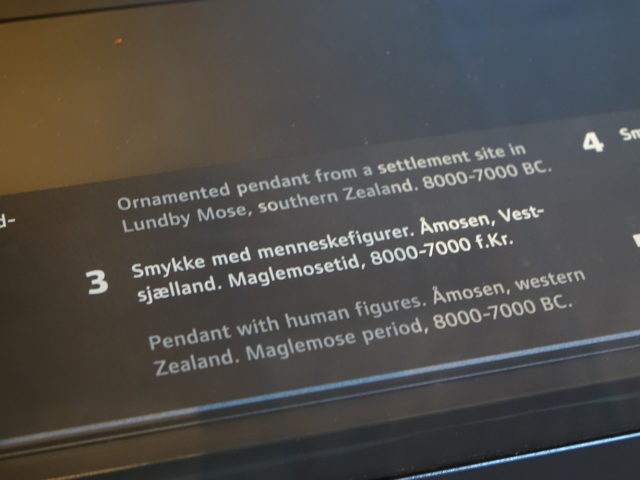 d-
Ornamented pendant from a settlement site in
Lundby Mose, southern Zealand. 8000-7000 BC.
3
Smykke med menneskefigurer. Åmosen, Vest-
sjælland. Maglemosetid, 8000-7000 f.Kr.
Pendant with human figures. Åmosen, western
Zealand. Maglemose period, 8000-7000 BC.
4
Sm